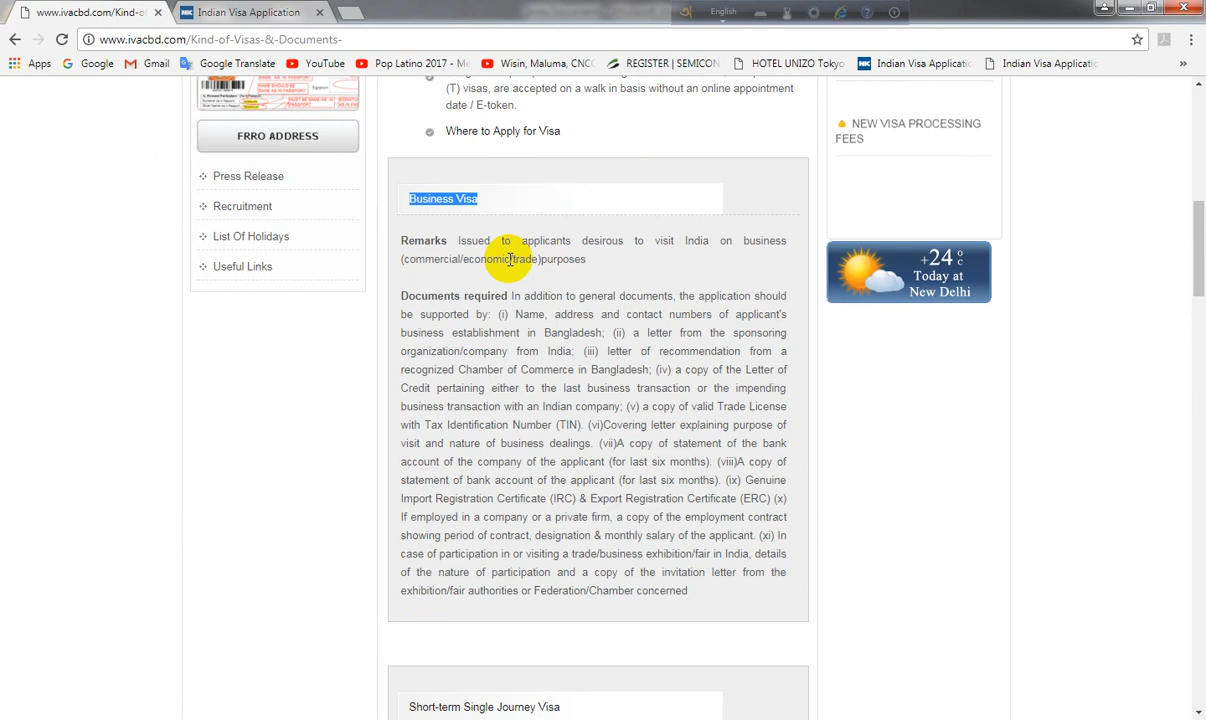 www.ivacbd.com/Kind-of-
Indian Visa Application
English
www.ivacbd.com/Kind-of-Visas-&-Documents-
Apps
Google
Gmail
Google Translate
YouTube
Pop Latino 2017 - Me
Wisin, Maluma, CNCO
REGISTER | SEMICON
HOTEL UNIZO Tokyo
Indian Visa Applicatio
Indian Visa Applicatio
(T) visas, are accepted on a walk in basis without an online appointment
date / E-token.
Where to Apply for Visa
FRRO ADDRESS
Press Release
Recruitment
List Of Holidays
Useful Links
Business Visa
Remarks Issued to applicants desirous to visit India on business
(commercial/economic/trade)purposes
Documents required In addition to general documents, the application should
be supported by: (i) Name, address and contact numbers of applicant's
business establishment in Bangladesh; (ii) a letter from the sponsoring
organization/company from India; (iii) letter of recommendation from a
recognized Chamber of Commerce in Bangladesh; (iv) a copy of the Letter of
Credit pertaining either to the last business transaction or the impending
business transaction with an Indian company; (v) a copy of valid Trade License
with Tax Identification Number (TIN). (vi)Covering letter explaining purpose of
visit and nature of business dealings. (vii)A copy of statement of the bank
account of the company of the applicant (for last six months). (viii)A copy of
statement of bank account of the applicant (for last six months). (ix) Genuine
Import Registration Certificate (IRC) & Export Registration Certificate (ERC) (x)
If employed in a company or a private firm, a copy of the employment contract
showing period of contract, designation & monthly salary of the applicant. (xi) In
case of participation in or visiting a trade/business exhibition/fair in India, details
of the nature of participation and a copy of the invitation letter from the
exhibition/fair authorities or Federation/Chamber concerned
Short-term Single Journey Visa
NEW VISA PROCESSING
FEES
+24 °C
Today at
New Delhi